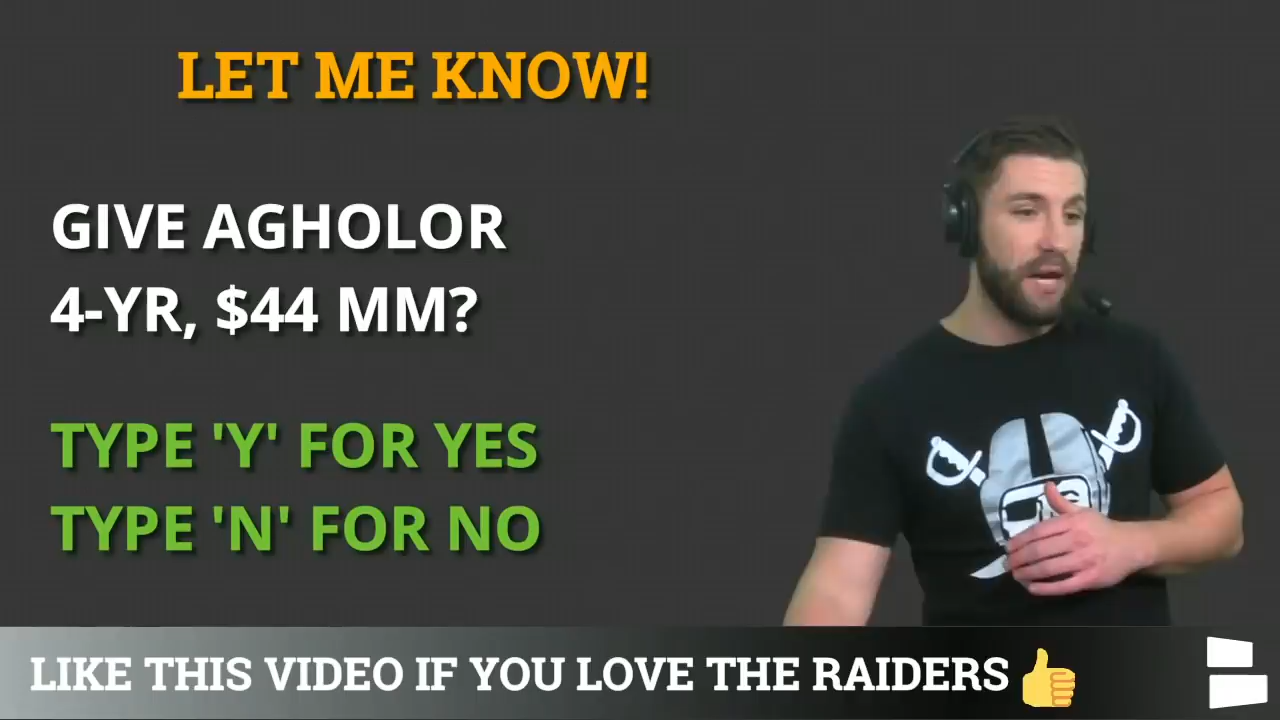 LET ME KNOW!
GIVE AGHOLOR
4-YR, $44 MM?
TYPE 'Y' FOR YES
TYPE 'N' FOR NO
LIKE THIS VIDEO IF YOU LOVE THE RAIDERS